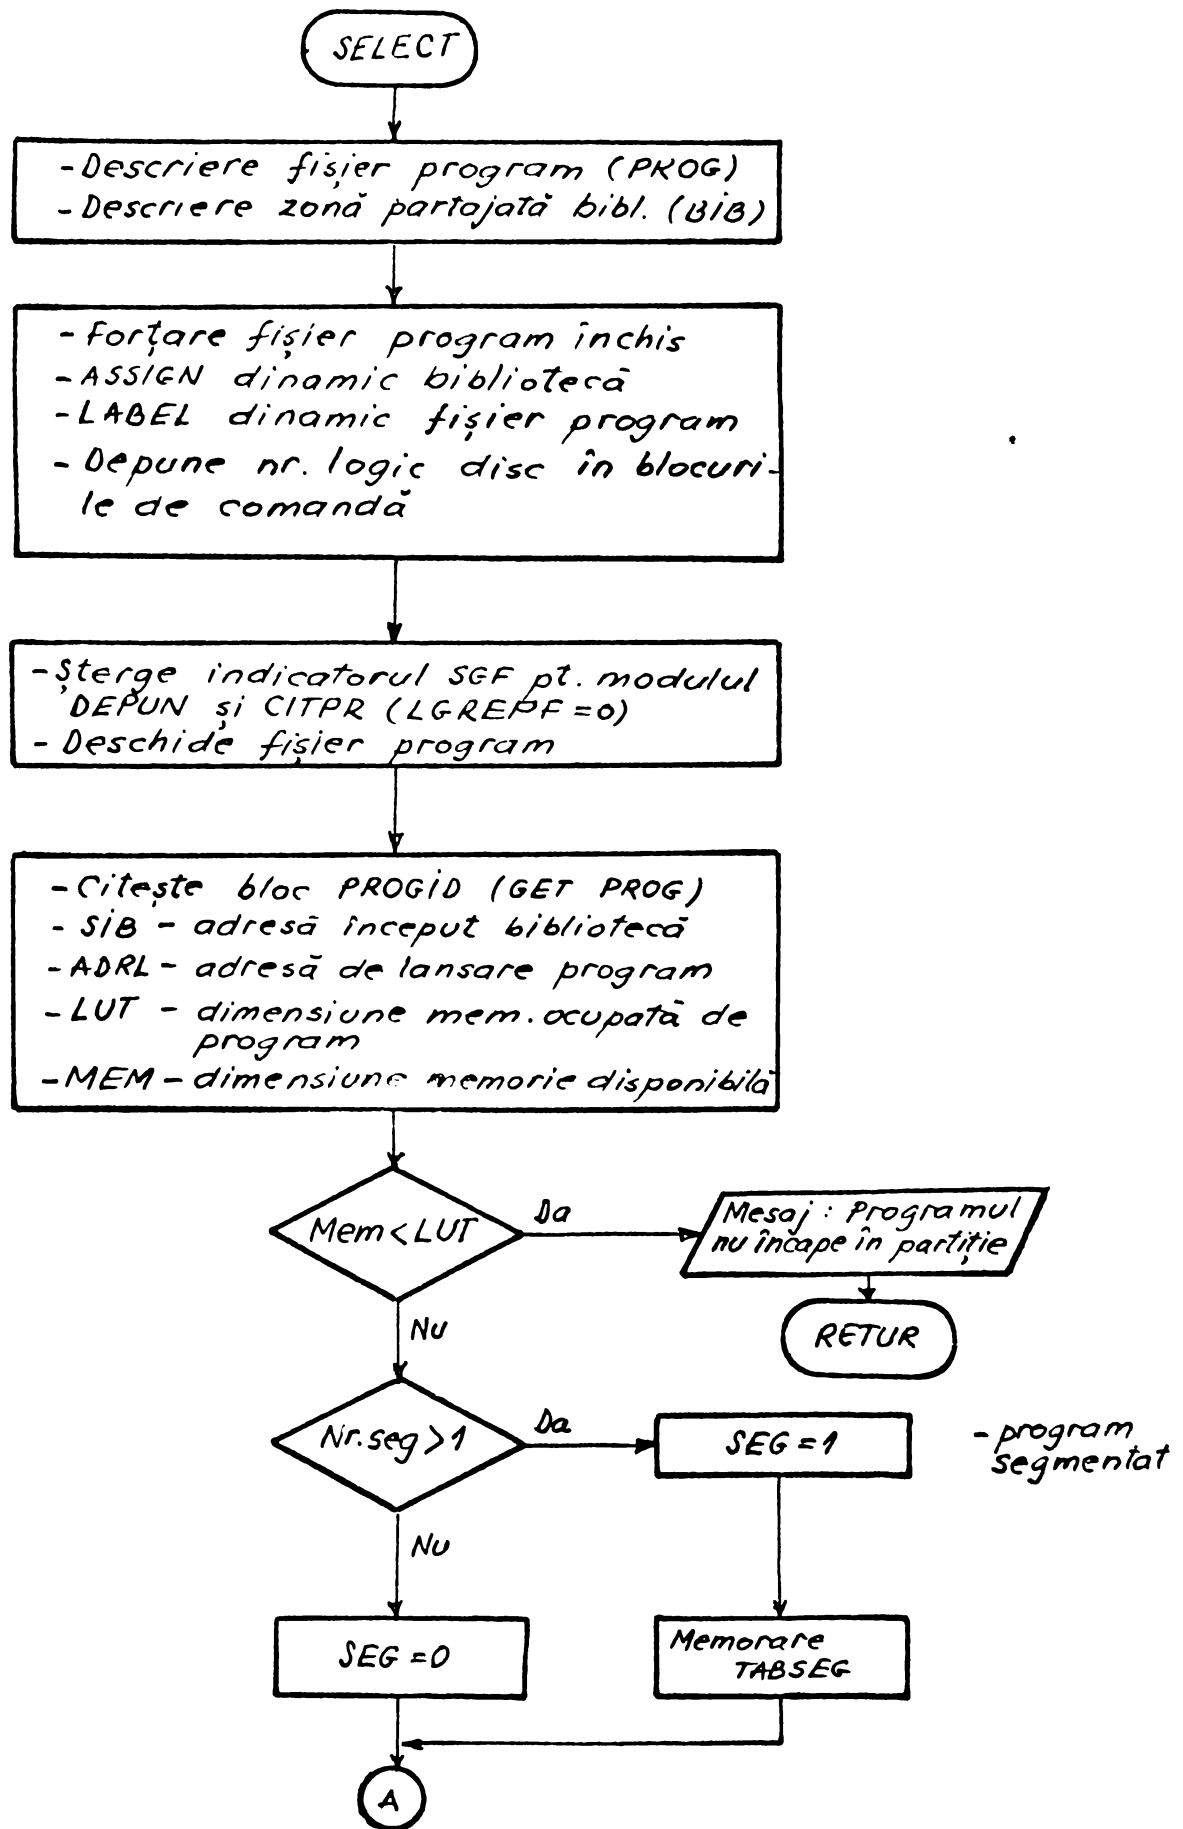 SELECT
- Descriere fișier program (PROG)
- Descriere zonă partajată bibl. (BIB)
- Forțare fișier program închis
- ASSIGN dinamic bibliotecă
- LABEL dinamic fișier program
- Depune nr. logic disc în blocuri-
le de comandă
- Șterge indicatorul SGF pt. modulul
DEPUN și CITPR (LGREPF = 0)
- Deschide fișier program
- Citește bloc PROGID (GET PROG)
- SIB - adresă început bibliotecă
- ADRL - adresă de lansare program
- LUT - dimensiune mem. ocupată de
program
- MEM - dimensiune memorie disponibilă
Mem < LUT
Da
Mesaj : Programul
nu încape în partiție
Nu
RETUR
Nr. seg > 1
Da
SEG = 1
- program
segmentat
Nu
SEG = 0
Memorare
TABSEG
A